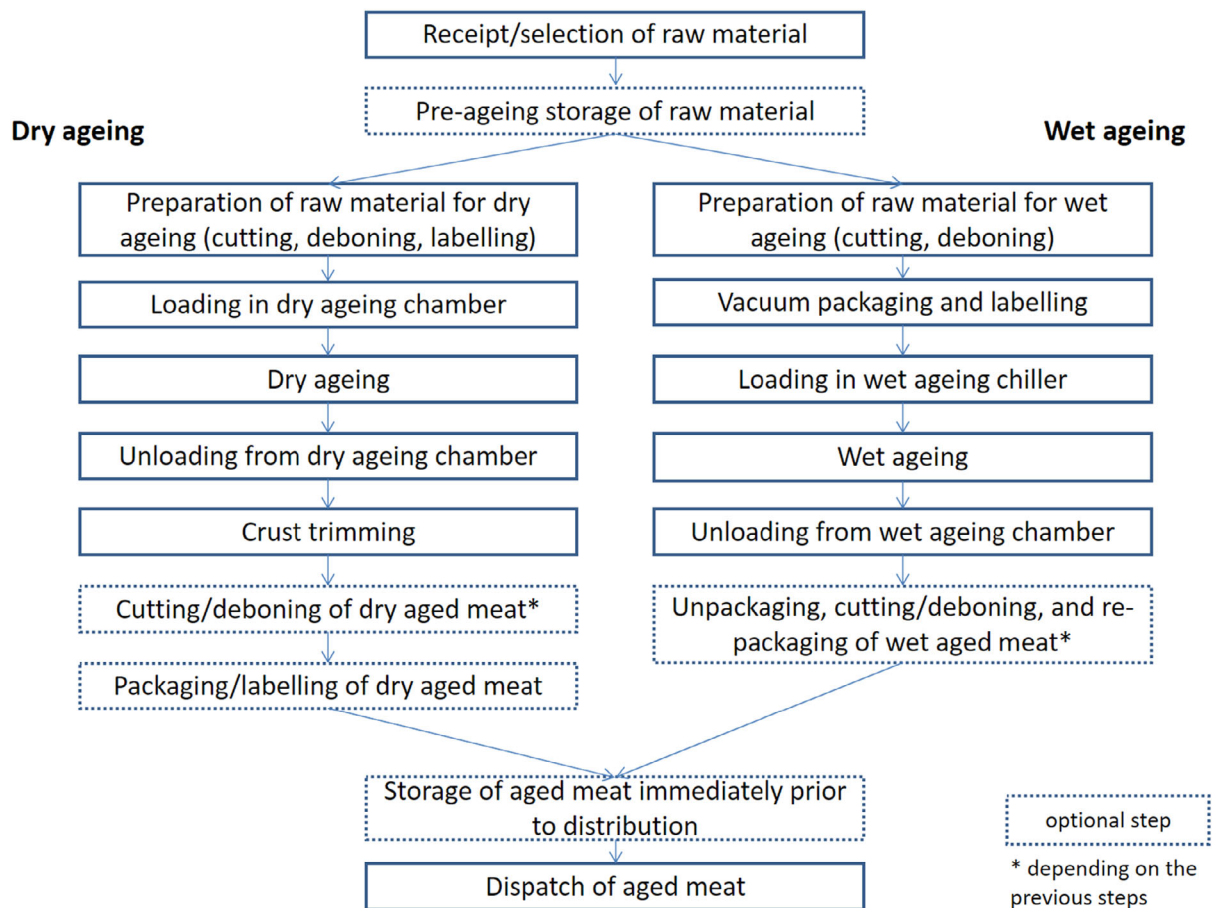 Receipt/selection of raw material
Pre-ageing storage of raw material
Dry ageing
Wet ageing
Preparation of raw material for dry
ageing (cutting, deboning, labelling)
Loading in dry ageing chamber
Dry ageing
Unloading from dry ageing chamber
Crust trimming
Cutting/deboning of dry aged meat*
Packaging/labelling of dry aged meat
Preparation of raw material for wet
ageing (cutting, deboning)
Vacuum packaging and labelling
Loading in wet ageing chiller
Wet ageing
Unloading from wet ageing chamber
Unpackaging, cutting/deboning, and re-
packaging of wet aged meat*
Storage of aged meat immediately prior
to distribution
Dispatch of aged meat
optional step
* depending on the
previous steps